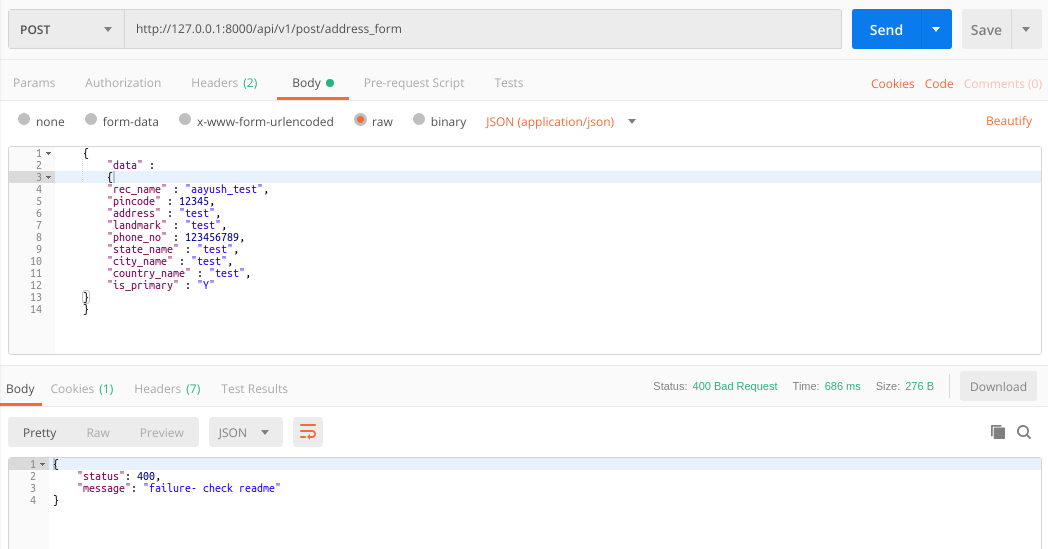 POST http://127.0.0.1:8000/api/v1/post/address_form Send Save
Params Authorization Headers (2) Body Pre-request Script Tests Cookies Code Comments (0)
none form-data x-www-form-urlencoded raw binary JSON (application/json) Beautify
1 {
2 "data" :
3 {
4 "rec_name" : "aayush_test",
5 "pincode" : 12345,
6 "address" : "test",
7 "landmark" : "test",
8 "phone_no" : 123456789,
9 "state_name" : "test",
10 "city_name" : "test",
11 "country_name" : "test",
12 "is_primary" : "Y"
13 }
14 }
Body Cookies (1) Headers (7) Test Results Status: 400 Bad Request Time: 686 ms Size: 276 B Download
Pretty Raw Preview JSON
1 {
2 "status": 400,
3 "message": "failure- check readme"
4 }